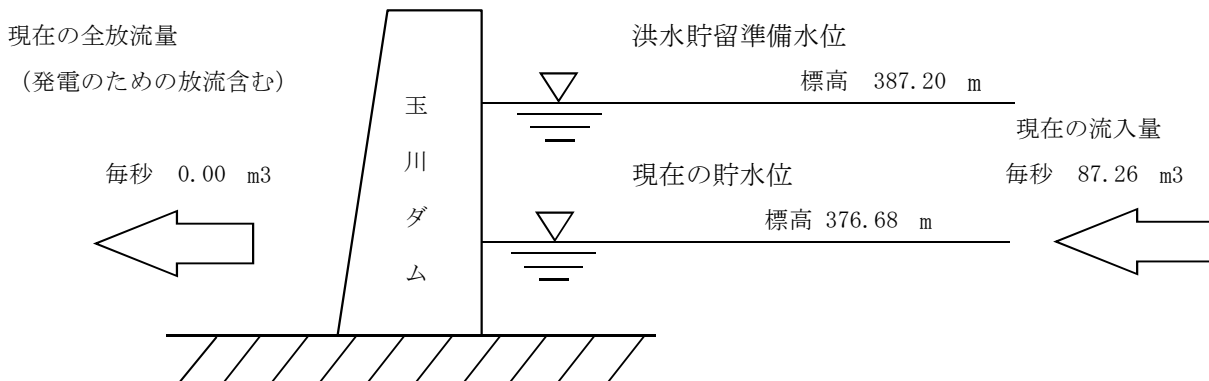 現在の全放流量
（発電のための放流含む）
毎秒 0.00 m3
玉川ダム
洪水貯留準備水位
標高 387.20 m
現在の貯水位
標高 376.68 m
現在の流入量
毎秒 87.26 m3